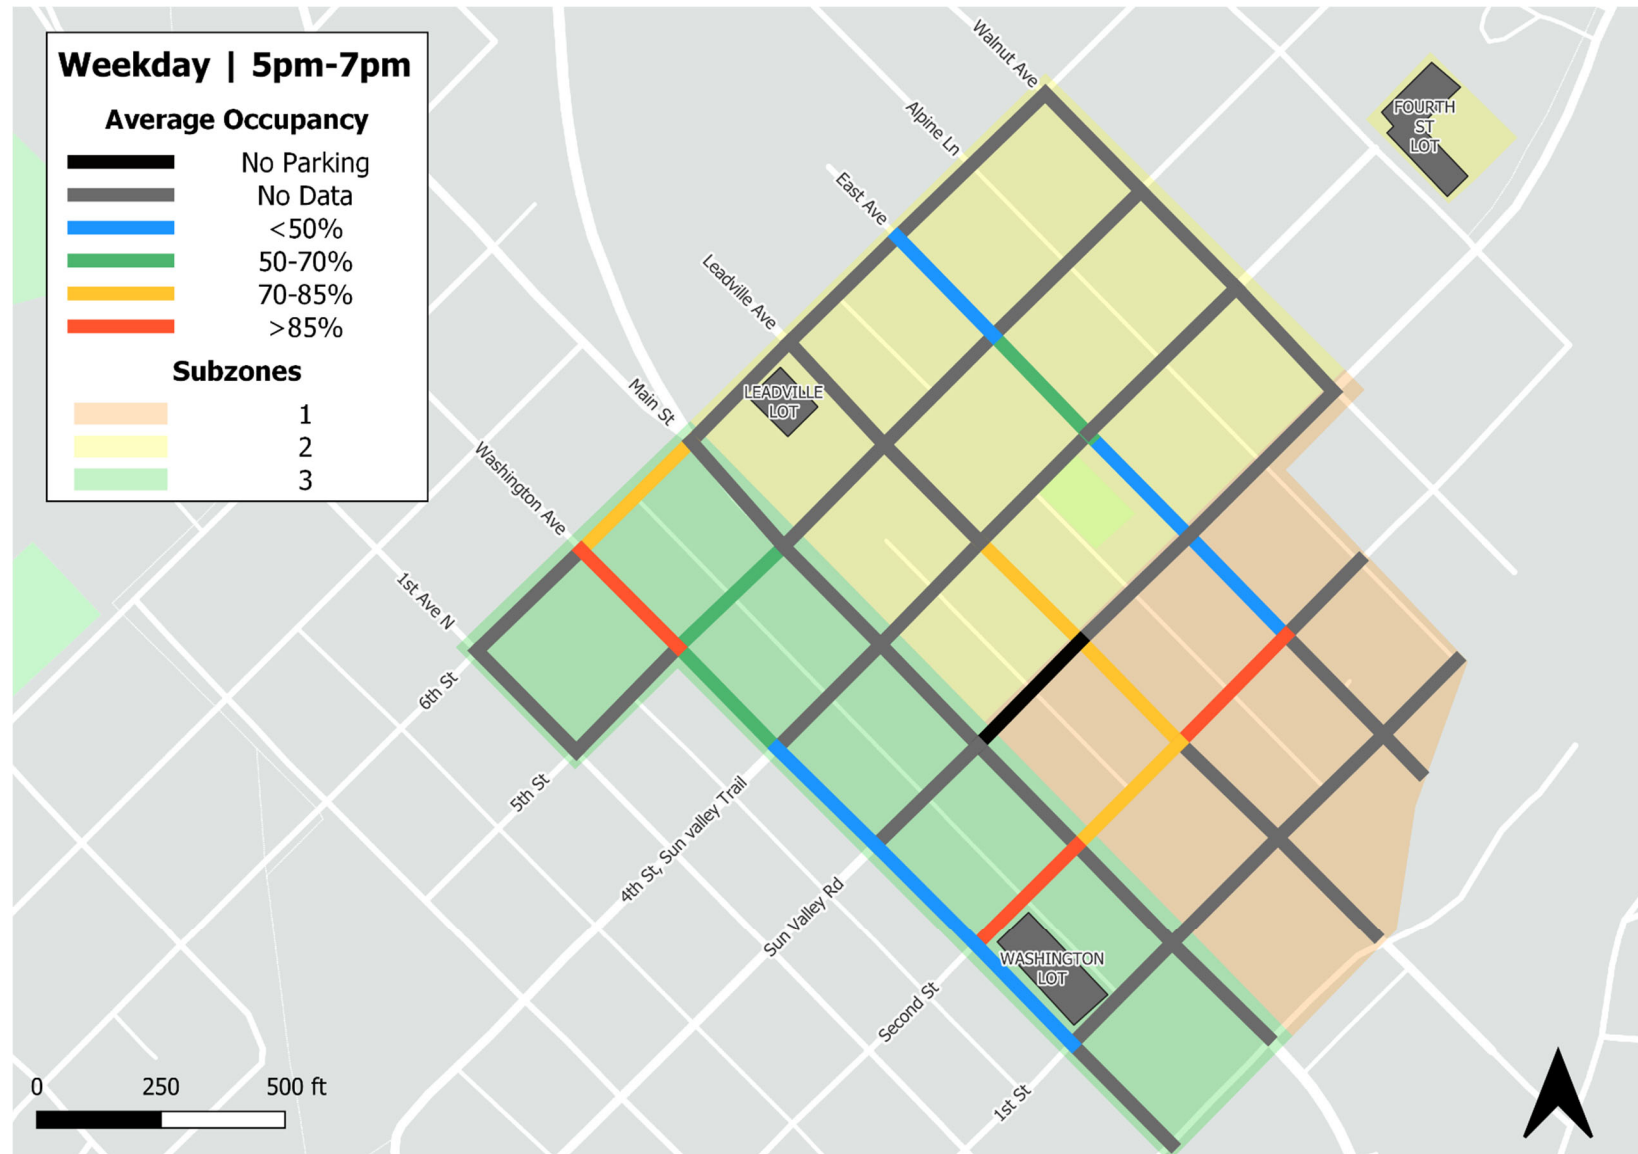 Weekday | 5pm-7pm
Average Occupancy
No Parking
No Data
<50%
50-70%
70-85%
>85%
Subzones
1
2
3
Walnut Ave
Alpine Ln
East Ave
Leadville Ave
Main St
Washington Ave
1st Ave N
6th St
5th St
4th St, Sun valley Trail
Sun Valley Rd
Second St
1st St
FOURTH
ST
LOT
LEADVILLE
LOT
WASHINGTON
LOT
0 250 500 ft